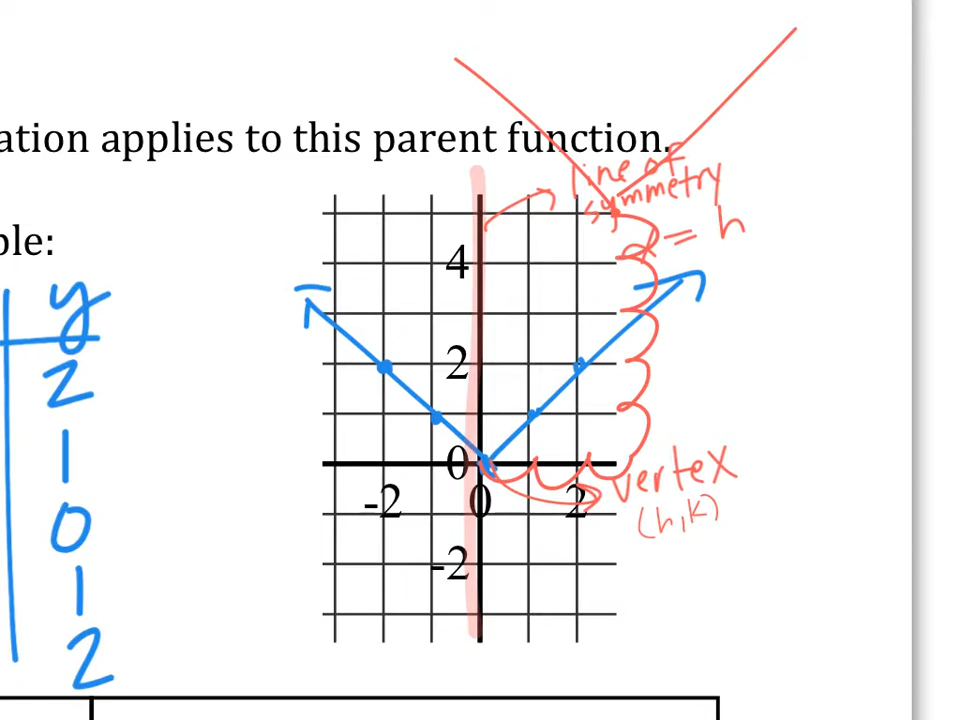 ation applies to this parent function.
line of
symmetry
x = h
ple:
4
y
2
2
1
0
vertex
-2
0
2
(h,k)
0
-2
1
2